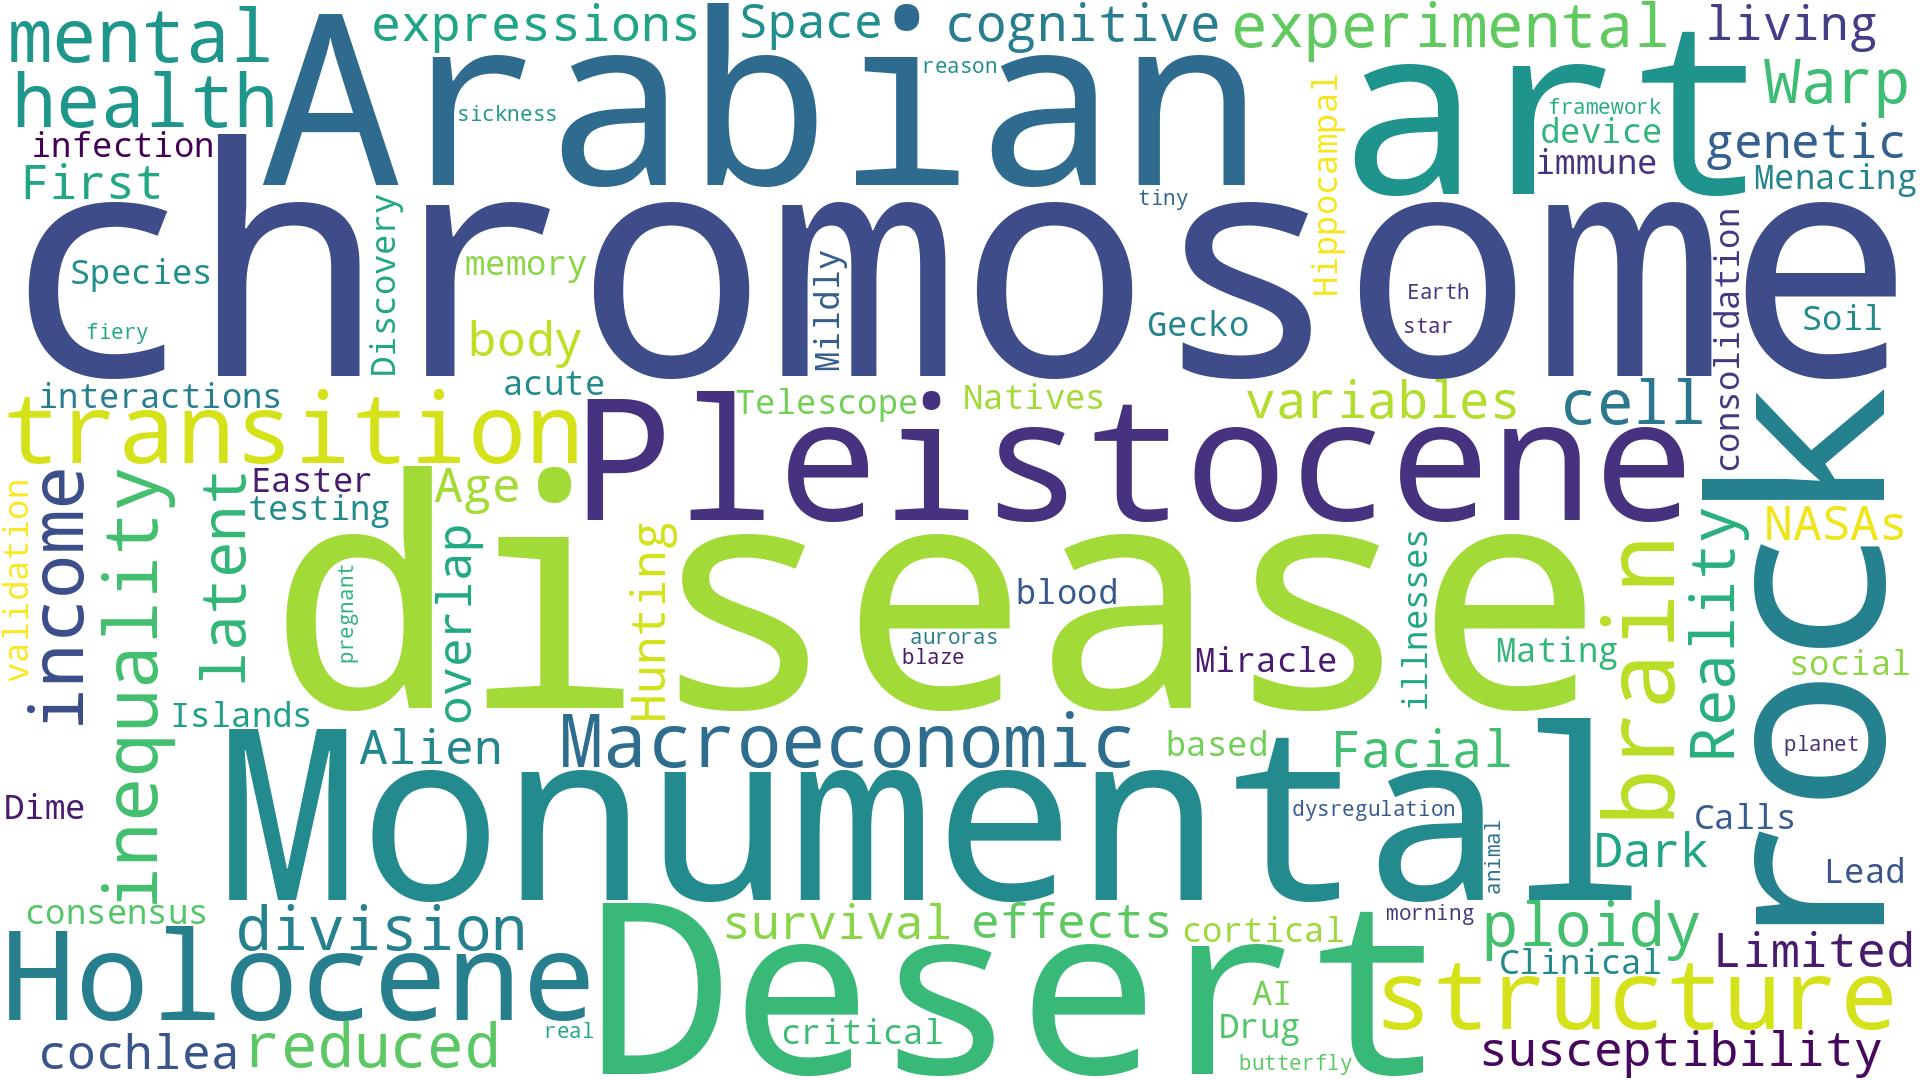 mental
expressions
Space
cognitive
experimental
living
Arabian
art
Warp
health
reason
sickness
framework
device
infection
immune
genetic
First
Menacing
Hippocampal
tiny
chromosome
Discovery
Species
memory
Mildly
Gecko
Earth
star
consolidation
Soil
fiery
body
interactions
acute
Telescope
Natives
variables
cell
transition
Pleistocene
rock
income
inequality
latent
Easter
Age
testing
validation
overlap
Hunting
disease
pregnant
blood
illnesses
brain
Reality
NASAs
auroras
blaze
Miracle
Mating
social
Islands
Alien
Macroeconomic
based
Facial
planet
Monumental
Dime
dysregulation
animal
Calls
Dark
Lead
consensus
division
survival
effects
cortical
morning
ploidy
Limited
Holocene
Desert
Clinical
structure
AI
Drug
cochlea
reduced
real
critical
butterfly
susceptibility